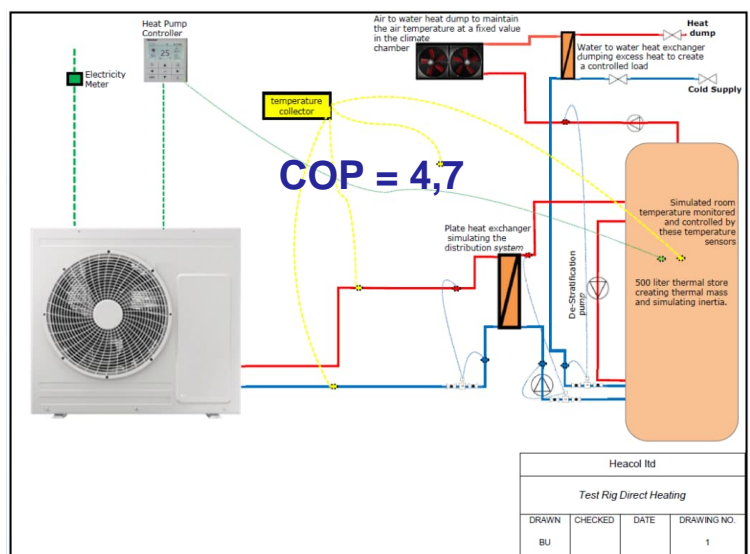 Heat Pump
Controller
25
Electricity
Meter
Air to water heat dump to maintain
the air temperature at a fixed value
in the climate
chamber
Heat
dump
Water to water heat exchanger
dumping excess heat to create
a controlled load
Cold Supply
temperature
collector
COP = 4,7
Simulated room
temperature monitored
and controlled by
these temperature
sensors
Plate heat exchanger
simulating the
distribution system
De-Stratification
pump
500 liter thermal store
creating thermal mass
and simulating inertia.
Heacol ltd
Test Rig Direct Heating
DRAWN CHECKED DATE DRAWING NO.
BU 1